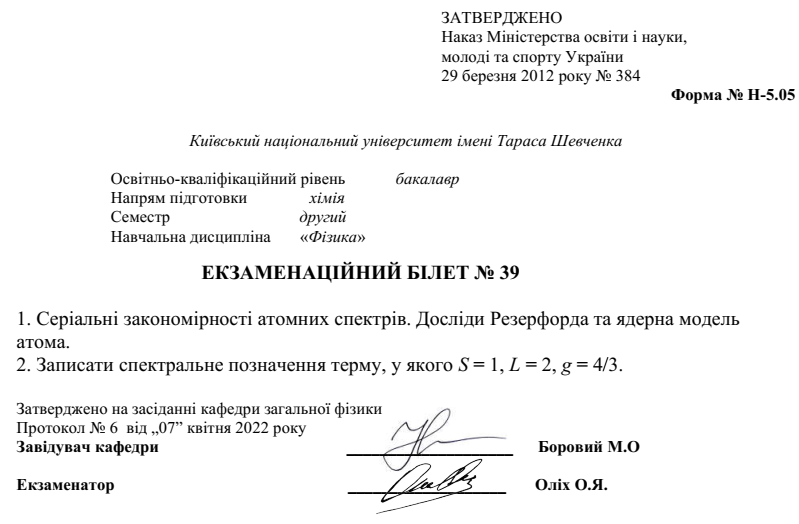 ЗАТВЕРДЖЕНО
Наказ Міністерства освіти і науки,
молоді та спорту України
29 березня 2012 року № 384
Форма № Н-5.05
Київський національний університет імені Тараса Шевченка
Освітньо-кваліфікаційний рівень бакалавр
Напрям підготовки хімія
Семестр другий
Навчальна дисципліна «Фізика»
ЕКЗАМЕНАЦІЙНИЙ БІЛЕТ № 39
1. Серіальні закономірності атомних спектрів. Досліди Резерфорда та ядерна модель
атома.
2. Записати спектральне позначення терму, у якого S = 1, L = 2, g = 4/3.
Затверджено на засіданні кафедри загальної фізики
Протокол № 6 від „07” квітня 2022 року
Завідувач кафедри Боровий М.О
Екзаменатор Оліх О.Я.